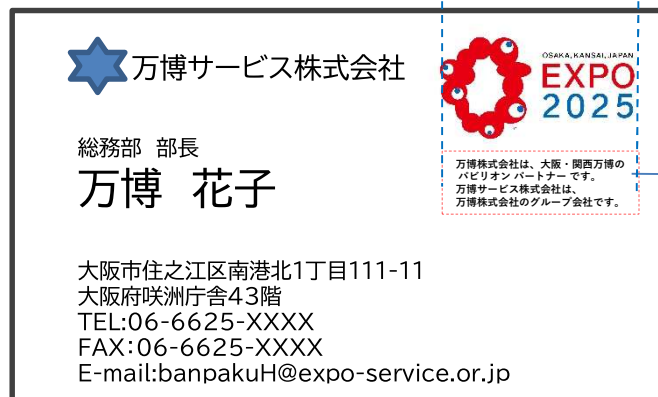 万博サービス株式会社
OSAKA, KANSAI, JAPAN
EXPO
2025
万博株式会社は、大阪・関西万博の
パビリオン パートナー です。
万博サービス株式会社は、
万博株式会社のグループ会社です。
総務部 部長
万博 花子
大阪市住之江区南港北1丁目111-11
大阪府咲洲庁舎43階
TEL:06-6625-XXXX
FAX:06-6625-XXXX
E-mail:banpakuH@expo-service.or.jp